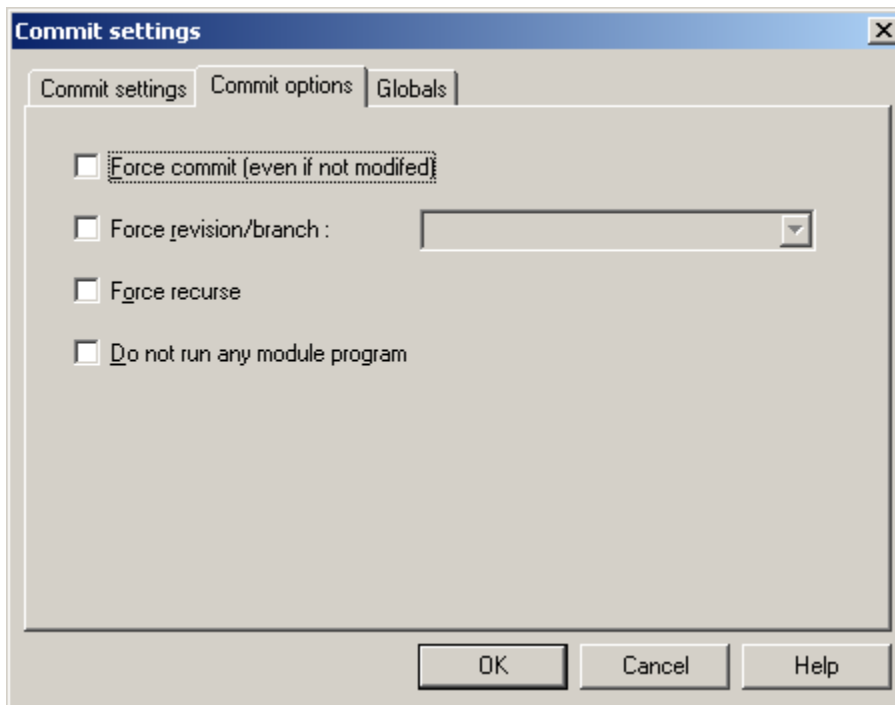 Commit settings
Commit settings Commit options Globals
Force commit (even if not modifed)
Force revision/branch :
Force recurse
Do not run any module program
OK Cancel Help